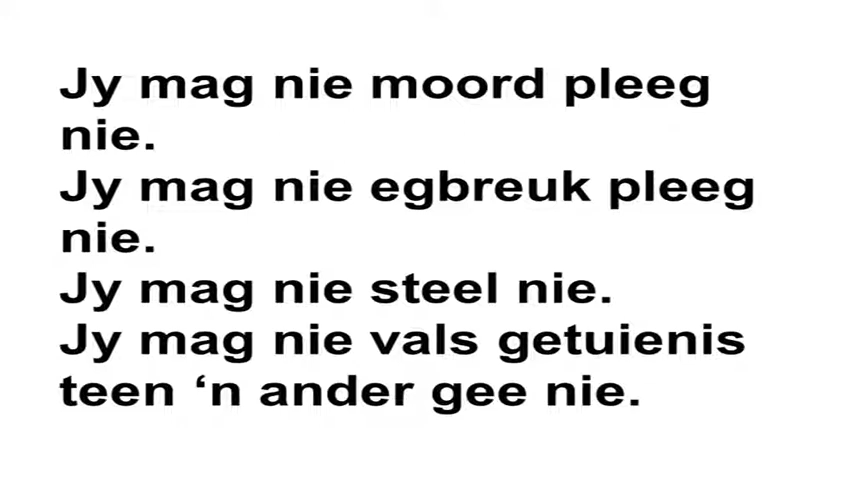 Jy mag nie moord pleeg
nie.
Jy mag nie egbreuk pleeg
nie.
Jy mag nie steel nie.
Jy mag nie vals getuienis
teen ‘n ander gee nie.